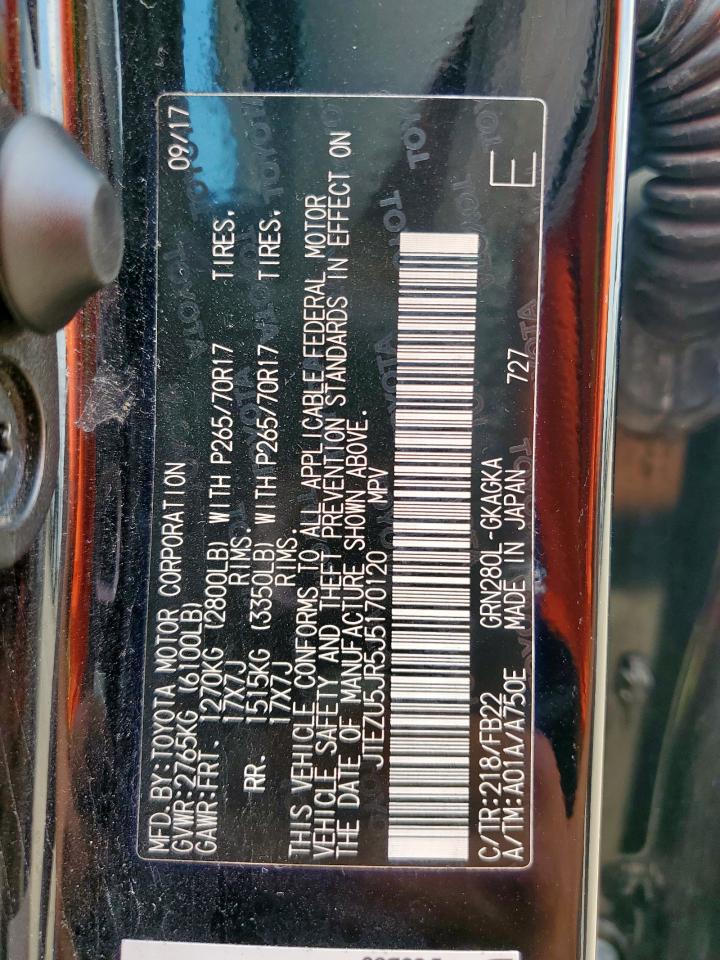 MFD.BY:TOYOTA MOTOR CORPORATION 09/17
GVWR:2765KG (6100LB)
GAWR:FRT. 1270KG (2800LB) WITH P265/70R17 TIRES,
17X7J RIMS.
RR. 1515KG (3350LB) WITH P265/70R17 TIRES,
17X7J RIMS.
THIS VEHICLE CONFORMS TO ALL APPLICABLE FEDERAL MOTOR
VEHICLE SAFETY AND THEFT PREVENTION STANDARDS IN EFFECT ON
THE DATE OF MANUFACTURE SHOWN ABOVE.
JTEZU5JR5J5170120 MPV
C/TR:218/FB22 GRN280L-GKAGKA
A/TM:A01A/A750E MADE IN JAPAN 727 E